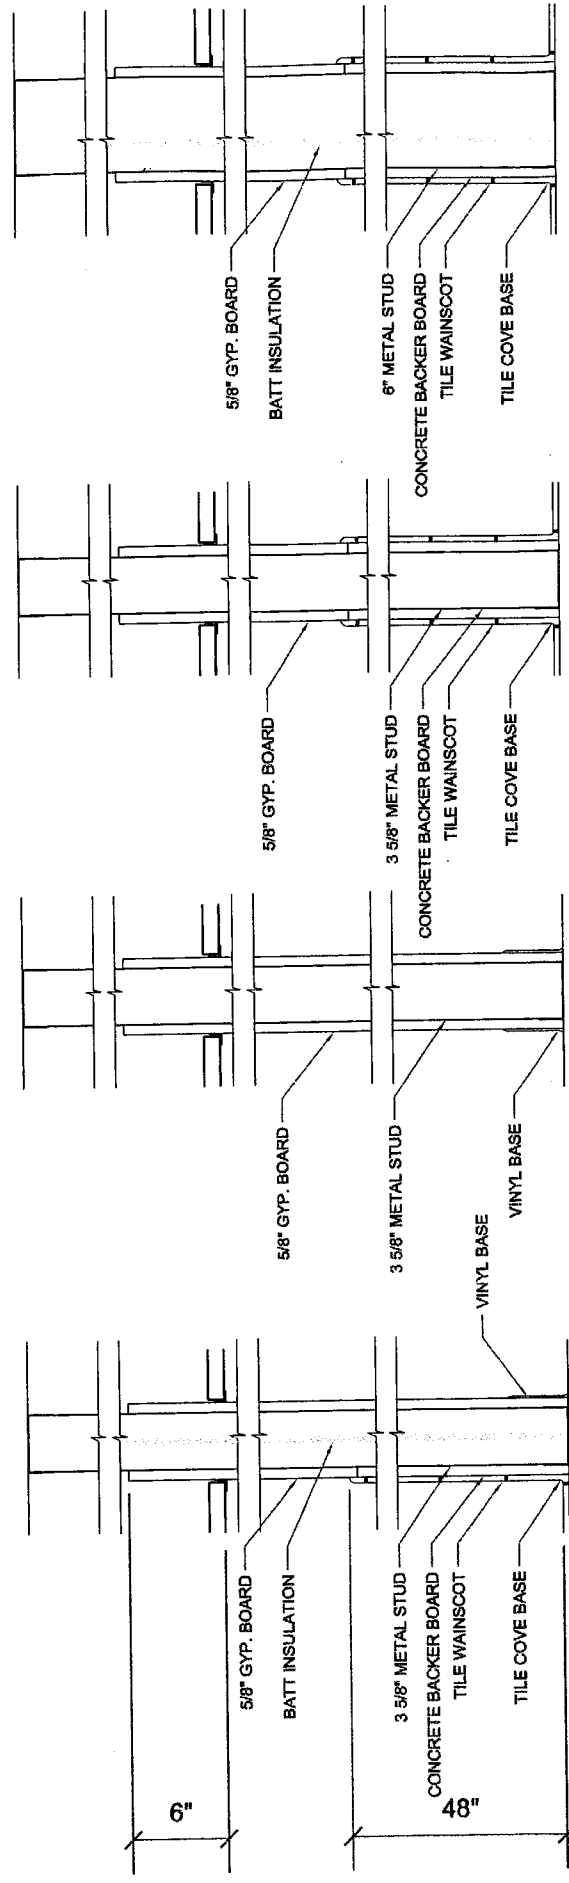 6"
48"
5/8" GYP. BOARD
BATT INSULATION
3 5/8" METAL STUD
CONCRETE BACKER BOARD
TILE WAINSCOT
TILE COVE BASE
VINYL BASE
5/8" GYP. BOARD
3 5/8" METAL STUD
VINYL BASE
5/8" GYP. BOARD
3 5/8" METAL STUD
CONCRETE BACKER BOARD
TILE WAINSCOT
TILE COVE BASE
5/8" GYP. BOARD
BATT INSULATION
6" METAL STUD
CONCRETE BACKER BOARD
TILE WAINSCOT
TILE COVE BASE